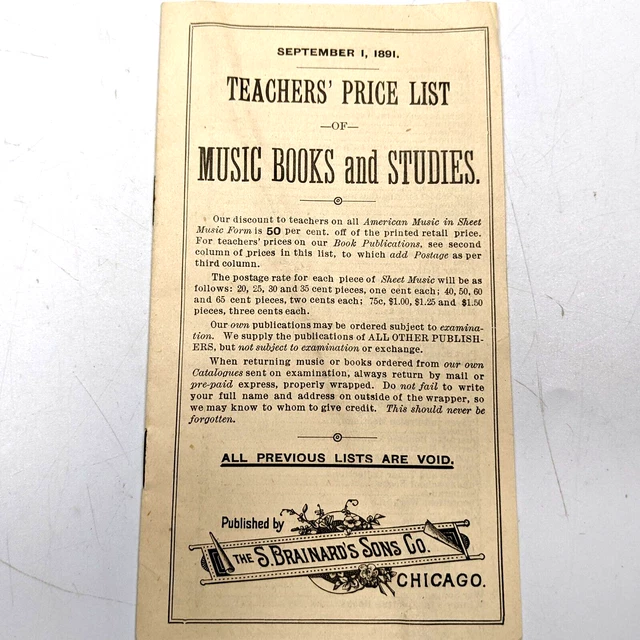 SEPTEMBER 1, 1891.
TEACHERS' PRICE LIST
—OF—
MUSIC BOOKS and STUDIES.
Our discount to teachers on all American Music in Sheet
Music Form is 50 per cent. off of the printed retail price.
For teachers' prices on our Book Publications, see second
column of prices in this list, to which add Postage as per
third column.
The postage rate for each piece of Sheet Music will be as
follows: 20, 25, 30 and 35 cent pieces, one cent each; 40, 50, 60
and 65 cent pieces, two cents each; 75c, $1.00, $1.25 and $1.50
pieces, three cents each.
Our own publications may be ordered subject to examina-
tion. We supply the publications of ALL OTHER PUBLISH-
ERS, but not subject to examination or exchange.
When returning music or books ordered from our own
Catalogues sent on examination, always return by mail or
pre-paid express, properly wrapped. Do not fail to write
your full name and address on outside of the wrapper, so
we may know to whom to give credit. This should never be
forgotten.
ALL PREVIOUS LISTS ARE VOID.
Published by
THE S. BRAINARD'S SONS CO.
CHICAGO.